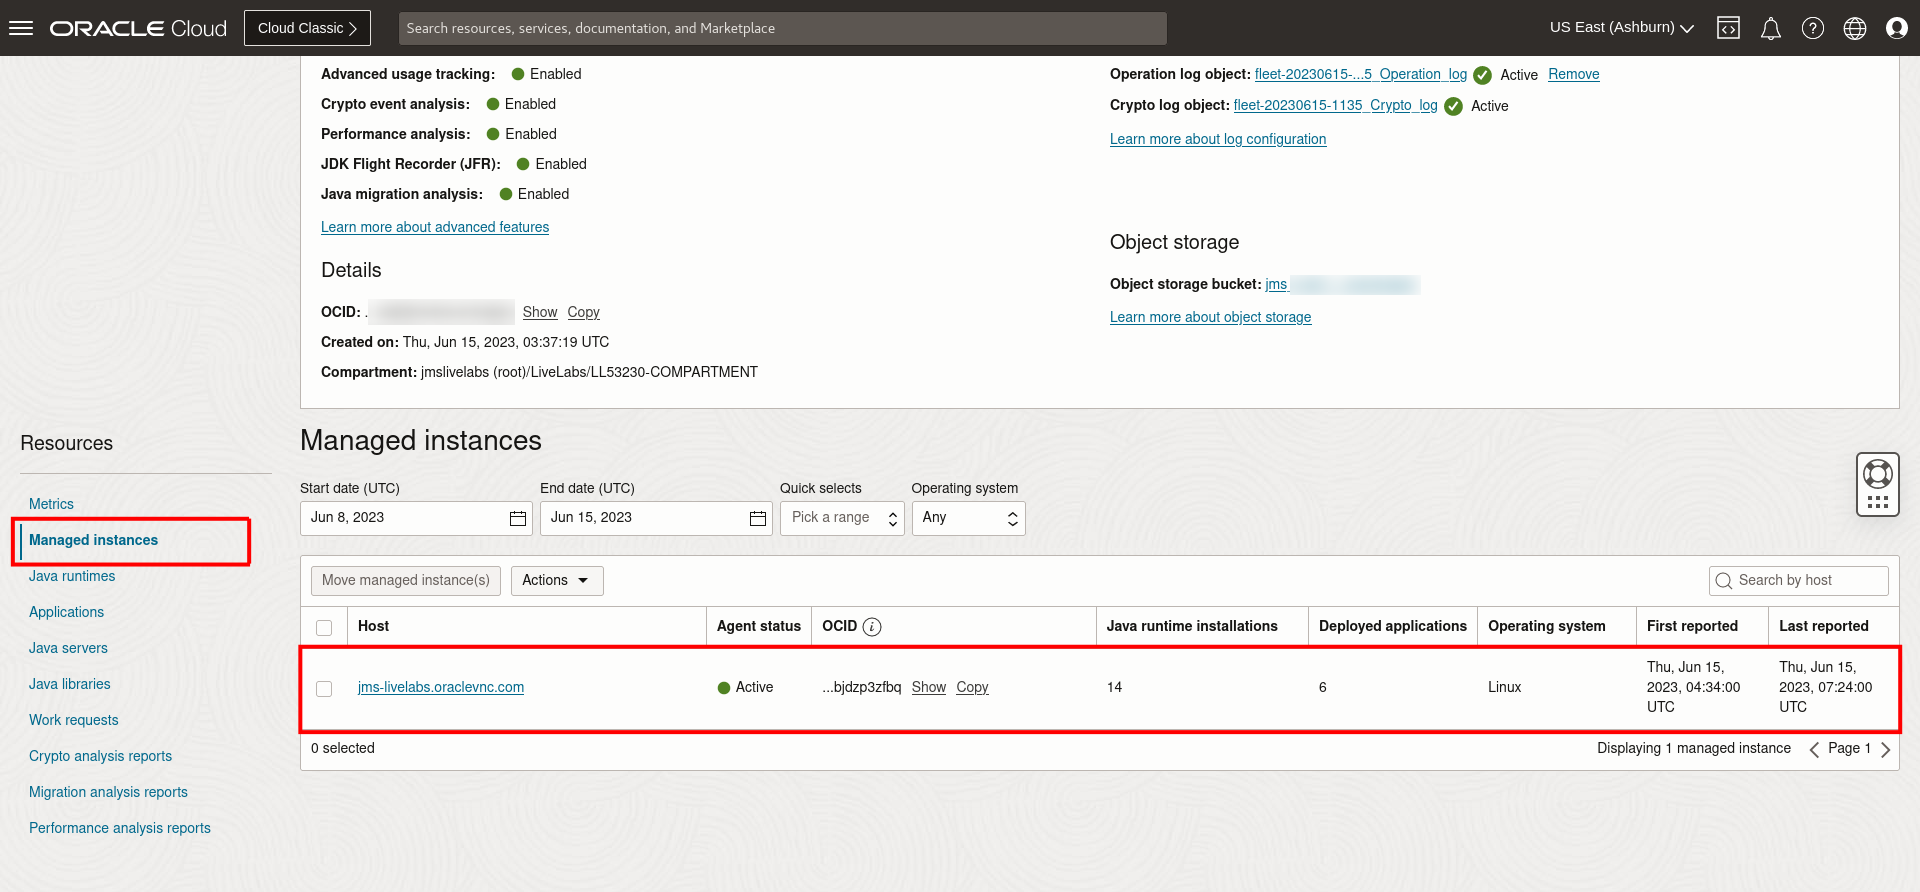 ORACLE Cloud
Cloud Classic
Search resources, services, documentation, and Marketplace
US East (Ashburn)
Advanced usage tracking: Enabled
Crypto event analysis: Enabled
Performance analysis: Enabled
JDK Flight Recorder (JFR): Enabled
Java migration analysis: Enabled
Learn more about advanced features
Operation log object: fleet-20230615-...5_Operation_log Active Remove
Crypto log object: fleet-20230615-1135_Crypto_log Active
Learn more about log configuration
Details
OCID: . Show Copy
Created on: Thu, Jun 15, 2023, 03:37:19 UTC
Compartment: jmslivelabs (root)/LiveLabs/LL53230-COMPARTMENT
Object storage
Object storage bucket: jms
Learn more about object storage
Resources
Metrics
Managed instances
Java runtimes
Applications
Java servers
Java libraries
Work requests
Crypto analysis reports
Migration analysis reports
Performance analysis reports
Managed instances
Start date (UTC) End date (UTC) Quick selects Operating system
Jun 8, 2023 Jun 15, 2023 Pick a range Any
Move managed instance(s) Actions Search by host
Host Agent status OCID i Java runtime installations Deployed applications Operating system First reported Last reported
jms-livelabs.oraclevnc.com Active ...bjdzp3zfbq Show Copy 14 6 Linux Thu, Jun 15, 2023, 04:34:00 UTC Thu, Jun 15, 2023, 07:24:00 UTC
0 selected Displaying 1 managed instance Page 1